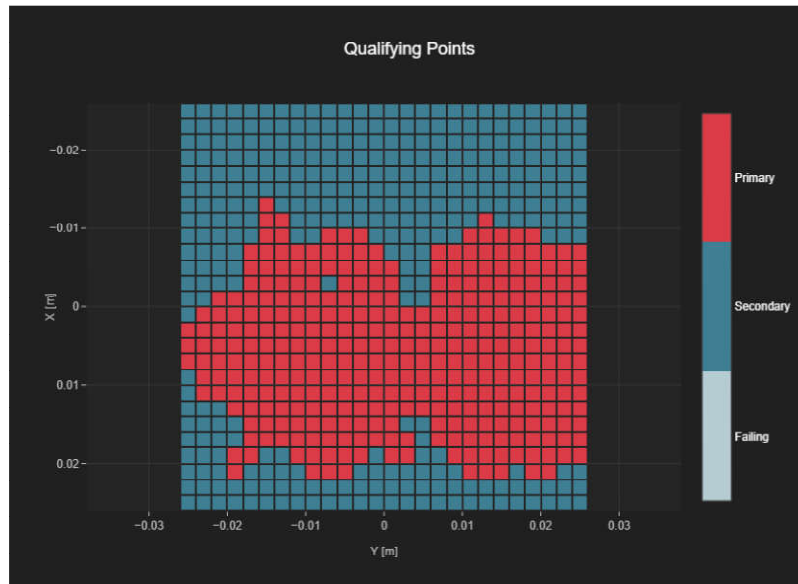 Qualifying Points
−0.02
−0.01
0
0.01
0.02
X [m]
−0.03
−0.02
−0.01
0
0.01
0.02
0.03
Y [m]
Primary
Secondary
Failing